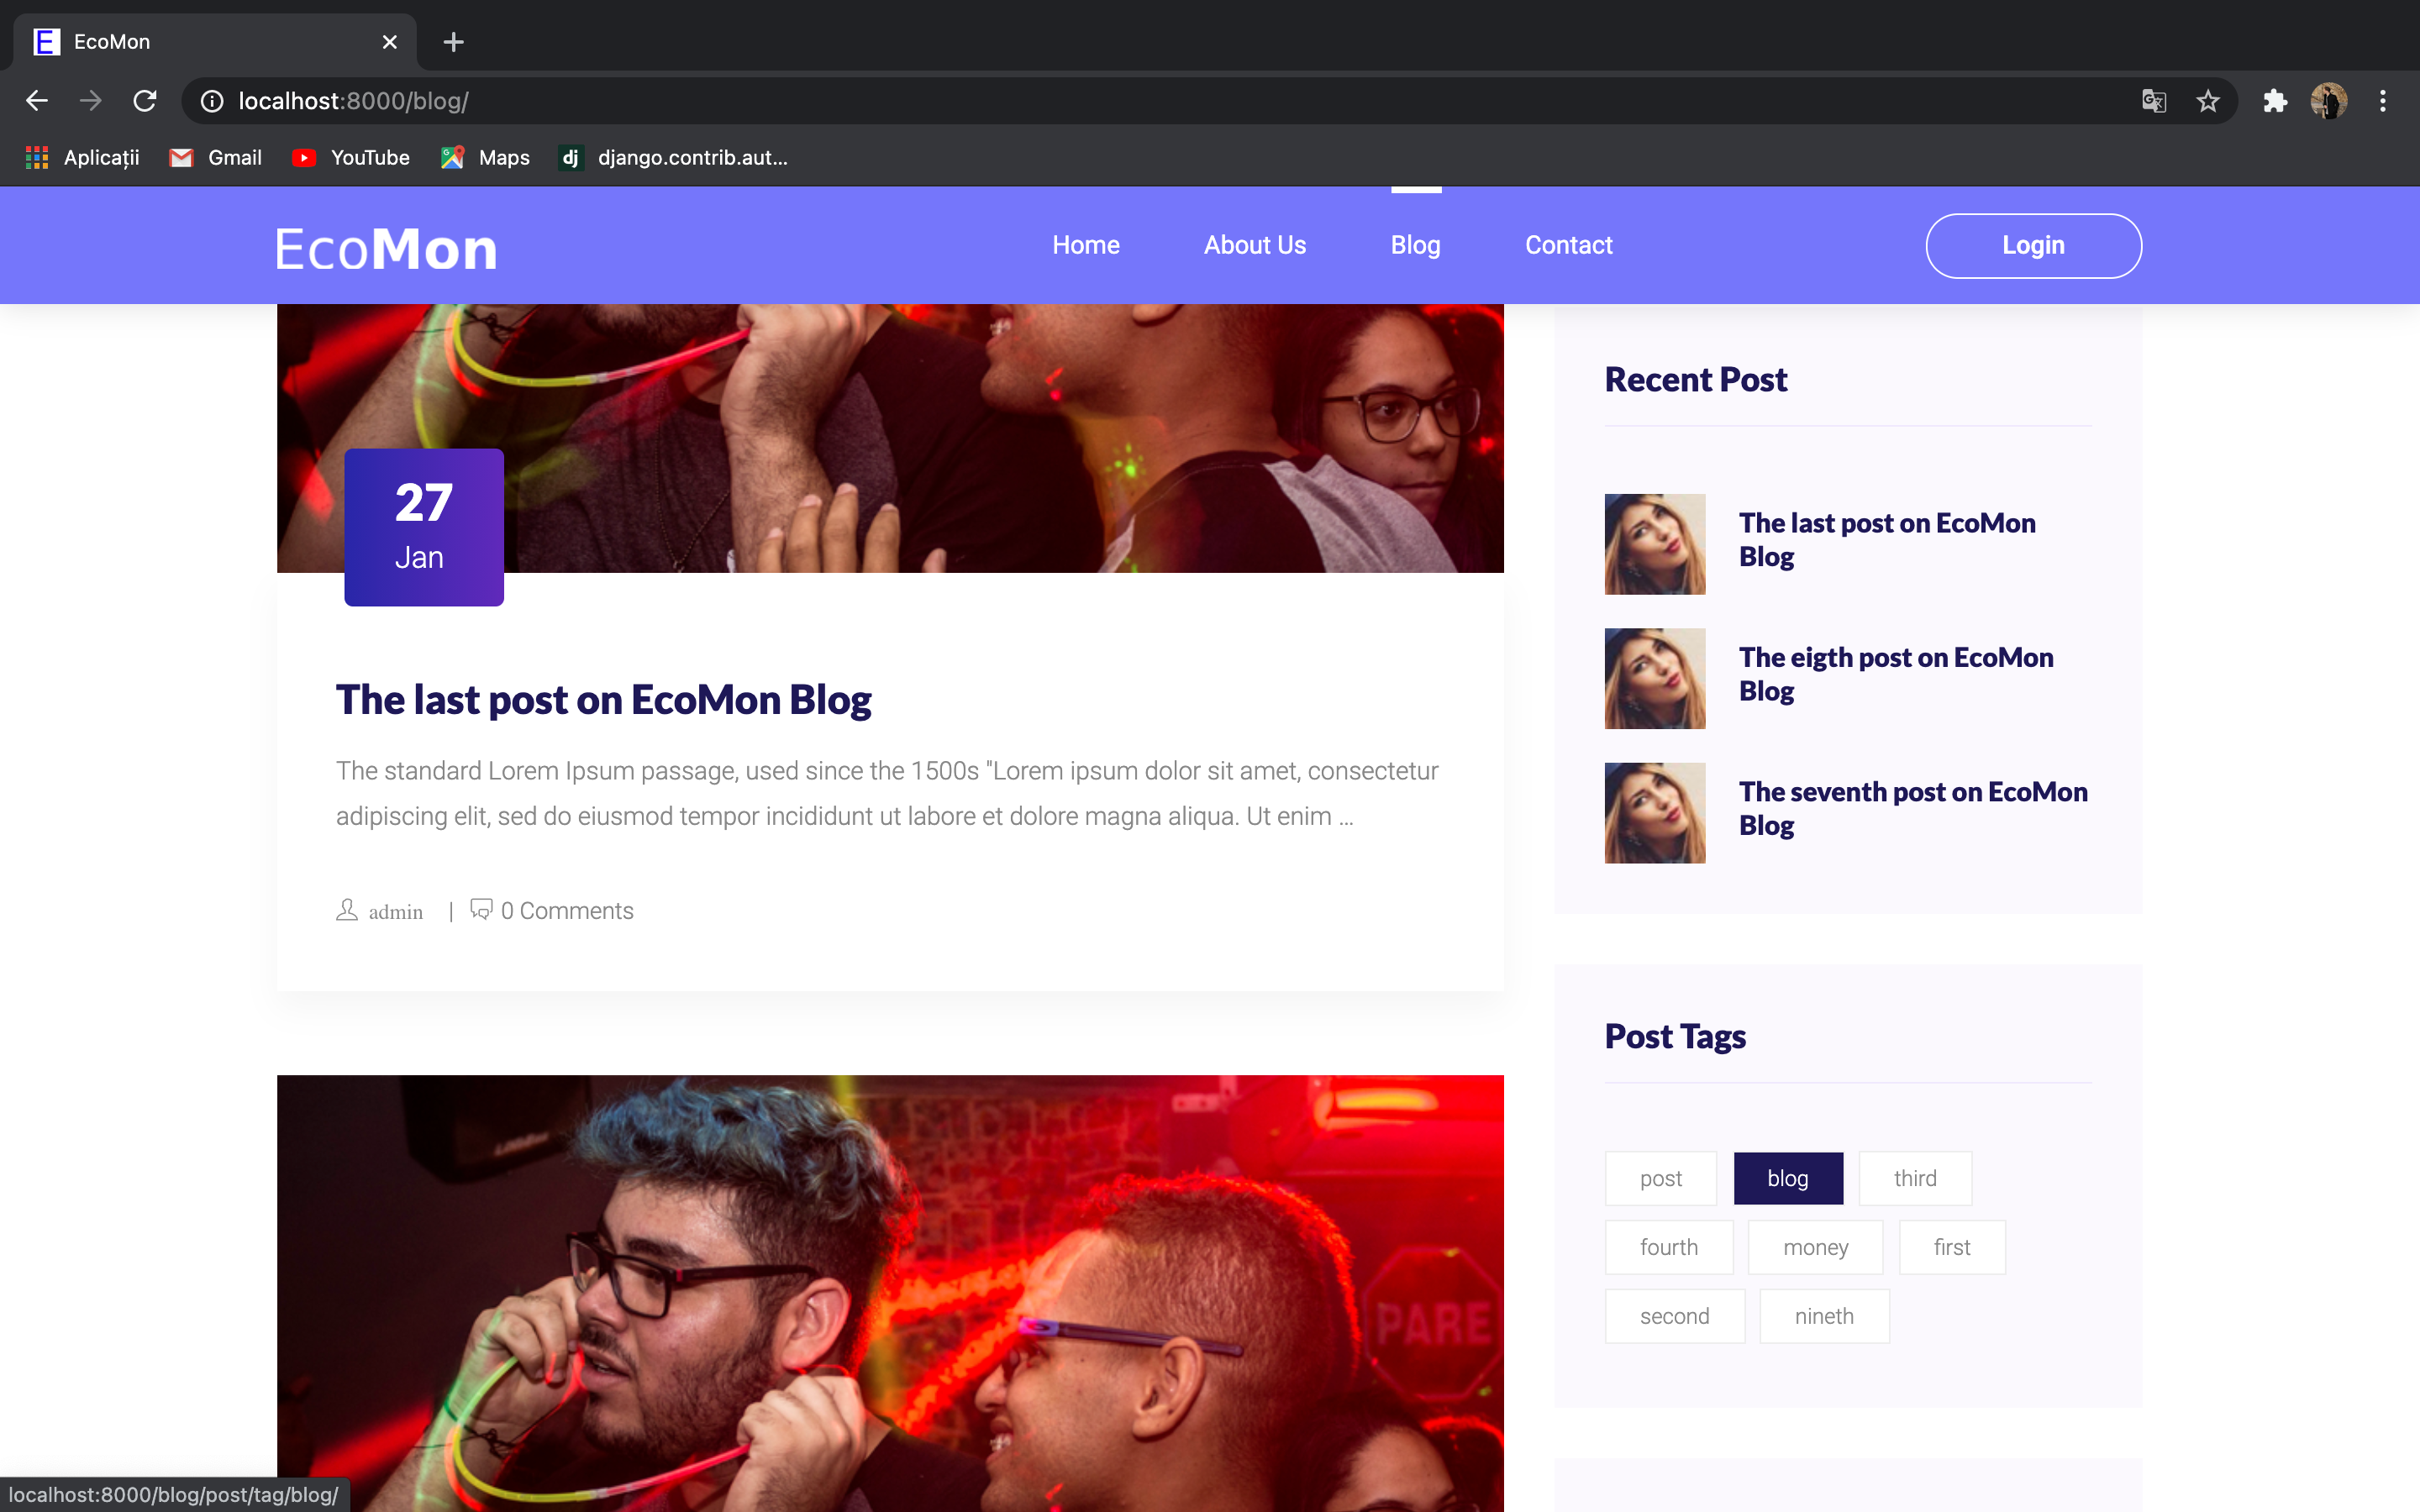 E EcoMon
localhost:8000/blog/
Aplicații Gmail YouTube Maps dj django.contrib.aut...
EcoMon Home About Us Blog Contact Login
27
Jan
The last post on EcoMon Blog
The standard Lorem Ipsum passage, used since the 1500s "Lorem ipsum dolor sit amet, consectetur
adipiscing elit, sed do eiusmod tempor incididunt ut labore et dolore magna aliqua. Ut enim ...
admin | 0 Comments
PARE
Recent Post
The last post on EcoMon
Blog
The eigth post on EcoMon
Blog
The seventh post on EcoMon
Blog
Post Tags
post blog third
fourth money first
second nineth
localhost:8000/blog/post/tag/blog/